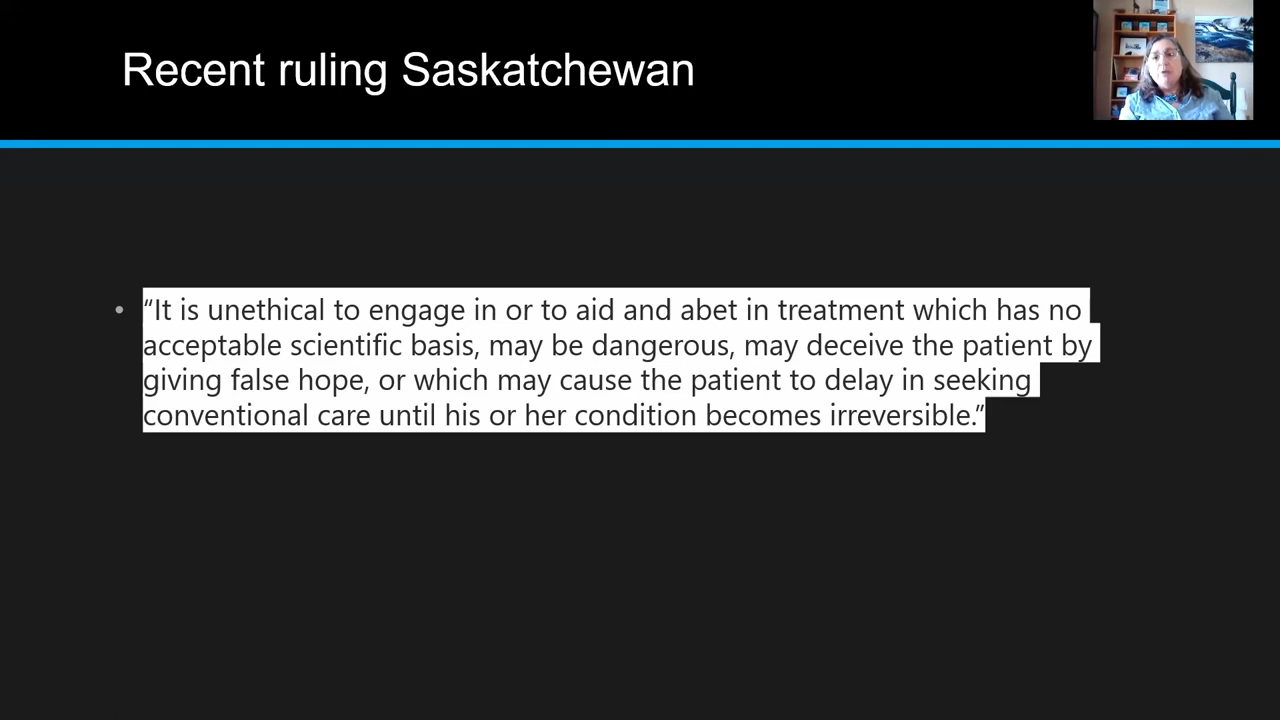 Recent ruling Saskatchewan
• “It is unethical to engage in or to aid and abet in treatment which has no
acceptable scientific basis, may be dangerous, may deceive the patient by
giving false hope, or which may cause the patient to delay in seeking
conventional care until his or her condition becomes irreversible.”